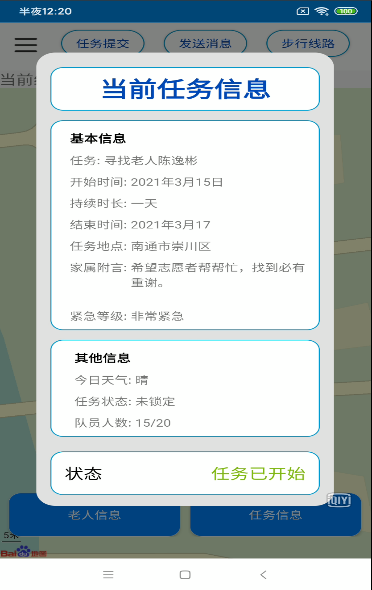 半夜12:20
100
任务提交 发送消息 步行线路
当前任务信息
基本信息
任务: 寻找老人陈逸彬
开始时间: 2021年3月15日
持续时长: 一天
结束时间: 2021年3月17
任务地点: 南通市崇川区
家属附言: 希望志愿者帮帮忙，找到必有
重谢。
紧急等级: 非常紧急
其他信息
今日天气: 晴
任务状态: 未锁定
队员人数: 15/20
状态 任务已开始
QIYI
老人信息 任务信息
5米
Bai 地图